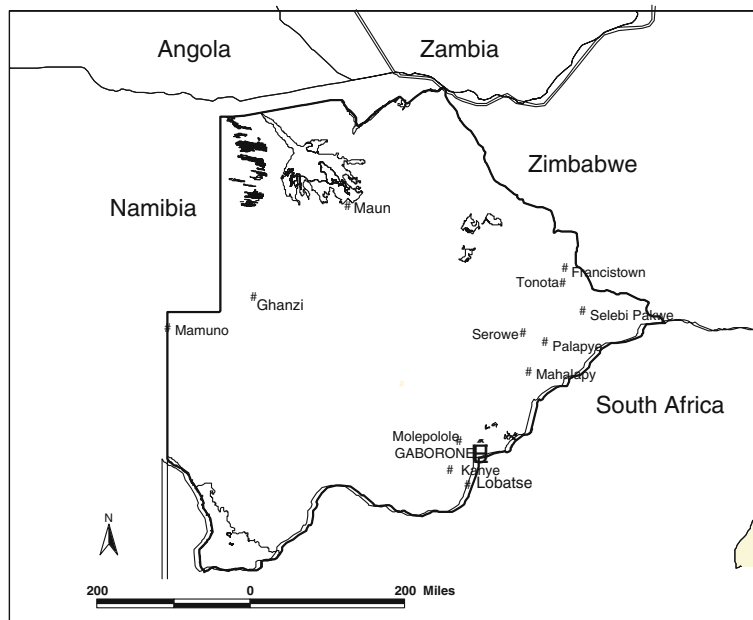 Angola
Zambia
Zimbabwe
Namibia
# Maun
# Francistown
Tonota #
# Ghanzi
# Selebi Pakwe
# Mamuno
Serowe #
# Palapye
# Mahalapy
South Africa
Molepolole #
GABORONE
# Kanye
# Lobatse
N
200 0 200 Miles